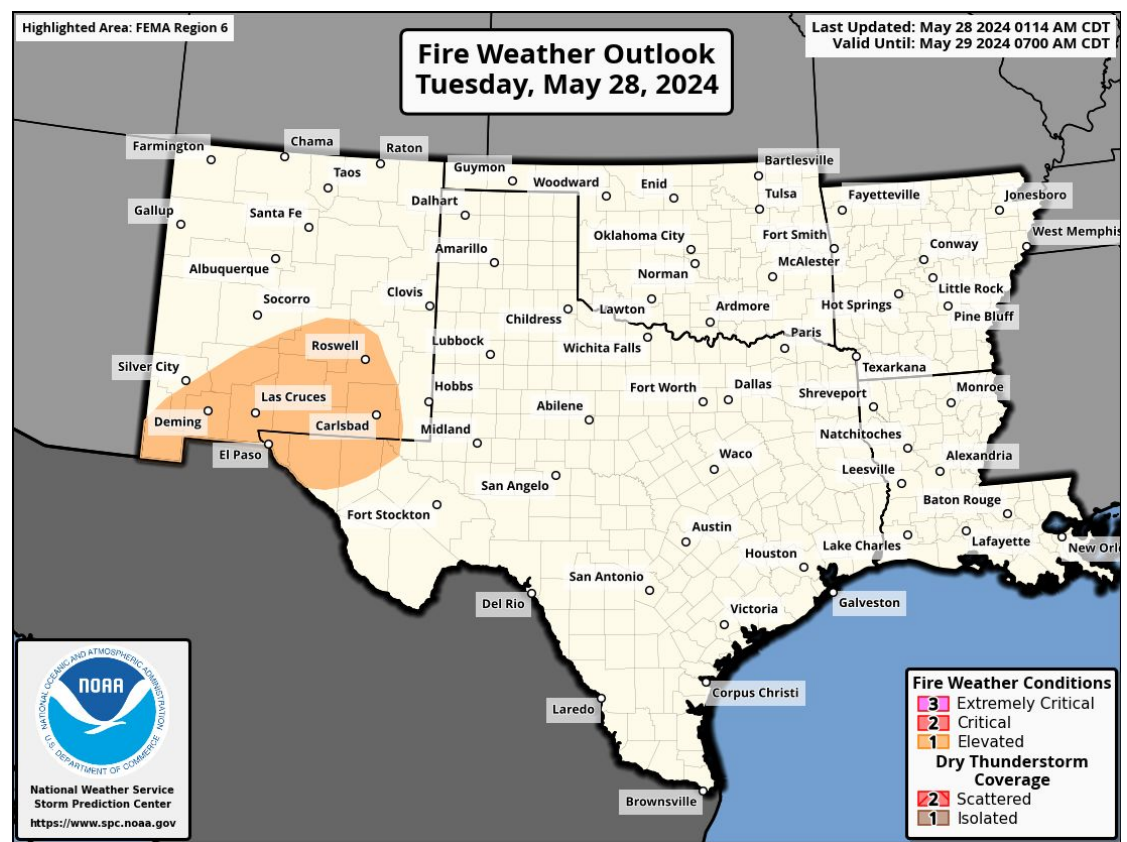 Highlighted Area: FEMA Region 6
Last Updated: May 28 2024 0114 AM CDT
Valid Until: May 29 2024 0700 AM CDT
Fire Weather Outlook
Tuesday, May 28, 2024
Farmington
Chama
Raton
Taos
Guymon
Woodward
Enid
Bartlesville
Tulsa
Fayetteville
Jonesboro
Gallup
Santa Fe
Dalhart
West Memphis
Oklahoma City
Fort Smith
Conway
Albuquerque
Amarillo
Norman
McAlester
Little Rock
Socorro
Clovis
Childress
Lawton
Ardmore
Hot Springs
Pine Bluff
Roswell
Lubbock
Wichita Falls
Paris
Texarkana
Silver City
Hobbs
Fort Worth
Dallas
Shreveport
Monroe
Las Cruces
Abilene
Deming
Carlsbad
Midland
Natchitoches
El Paso
Waco
Leesville
Alexandria
San Angelo
Baton Rouge
Fort Stockton
Austin
Houston
Lake Charles
Lafayette
New Orl
San Antonio
Del Rio
Victoria
Galveston
Laredo
Corpus Christi
Brownsville
NATIONAL OCEANIC AND ATMOSPHERIC ADMINISTRATION
NOAA
U.S. DEPARTMENT OF COMMERCE
National Weather Service
Storm Prediction Center
https://www.spc.noaa.gov
Fire Weather Conditions
3 Extremely Critical
2 Critical
1 Elevated
Dry Thunderstorm
Coverage
2 Scattered
1 Isolated